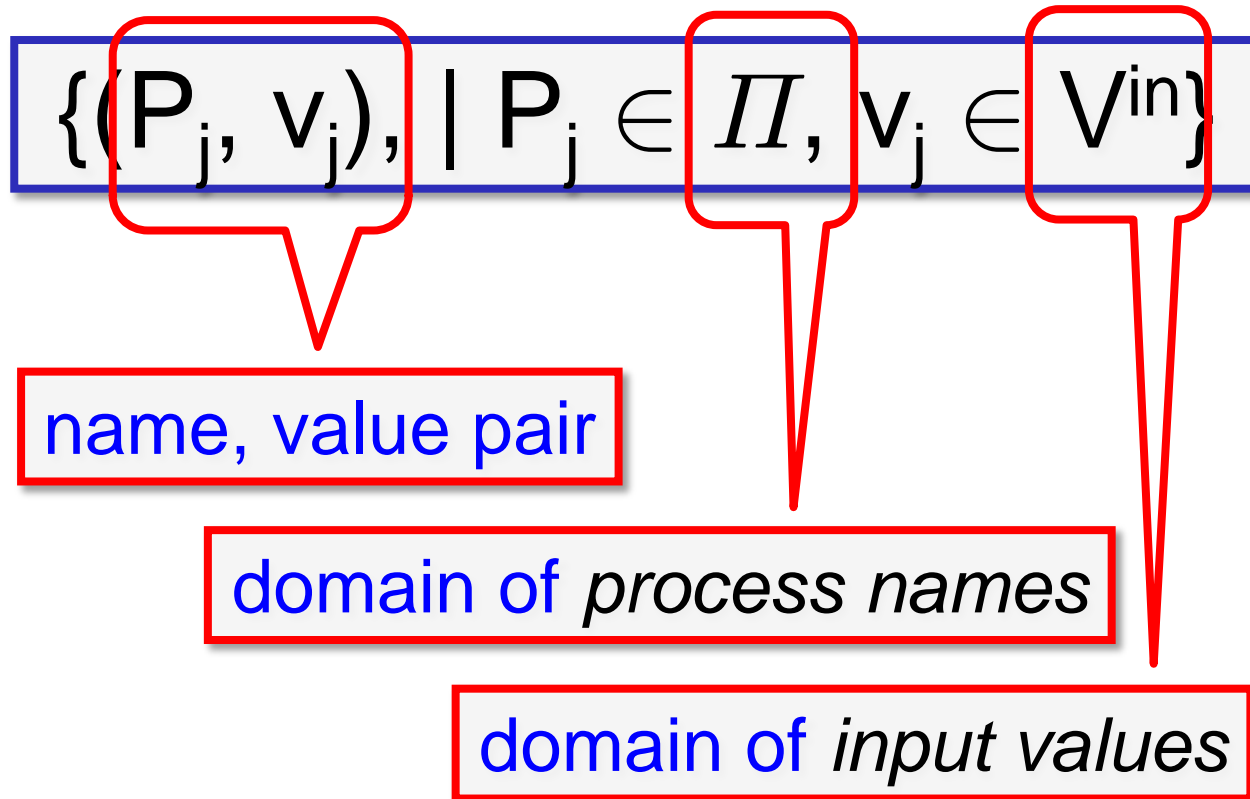 {(Pⱼ, vⱼ), | Pⱼ ∈ Π, vⱼ ∈ Vⁱⁿ}
name, value pair
domain of process names
domain of input values